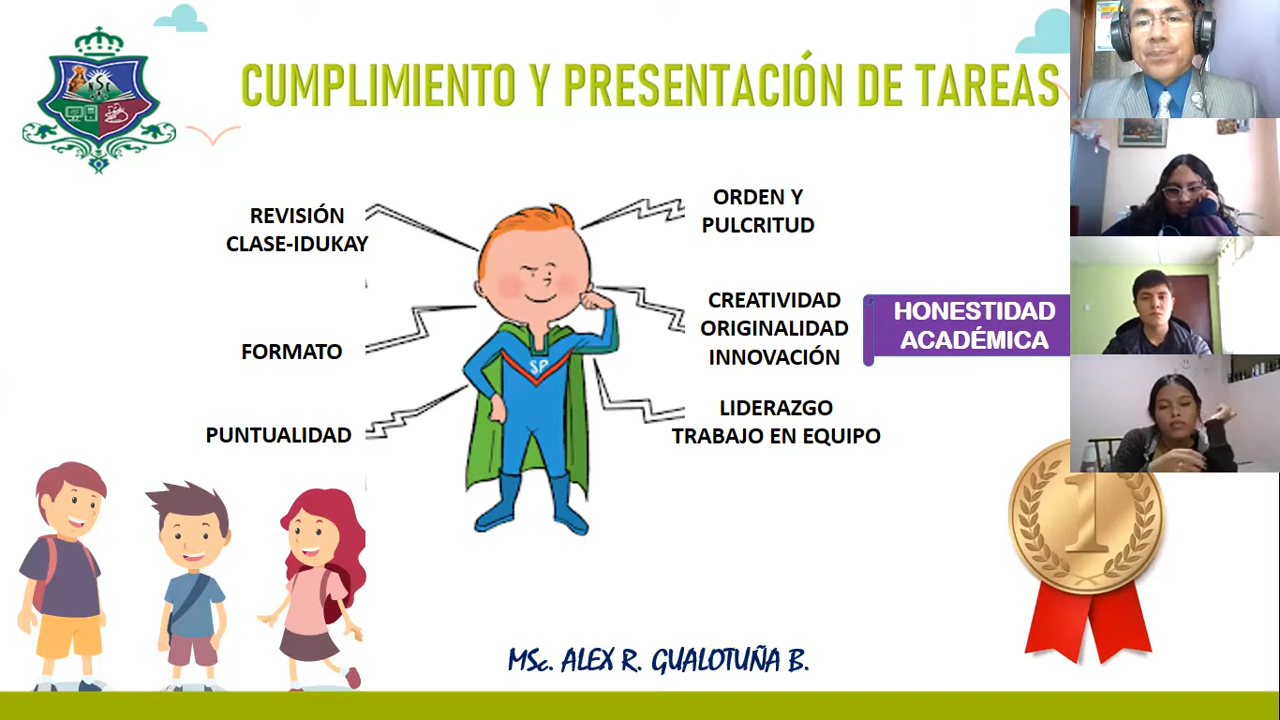 CUMPLIMIENTO Y PRESENTACIÓN DE TAREAS
REVISIÓN
CLASE-IDUKAY
FORMATO
PUNTUALIDAD
SP
ORDEN Y
PULCRITUD
CREATIVIDAD
ORIGINALIDAD
INNOVACIÓN
HONESTIDAD
ACADÉMICA
LIDERAZGO
TRABAJO EN EQUIPO
1
MSc. ALEX R. GUALOTUÑA B.